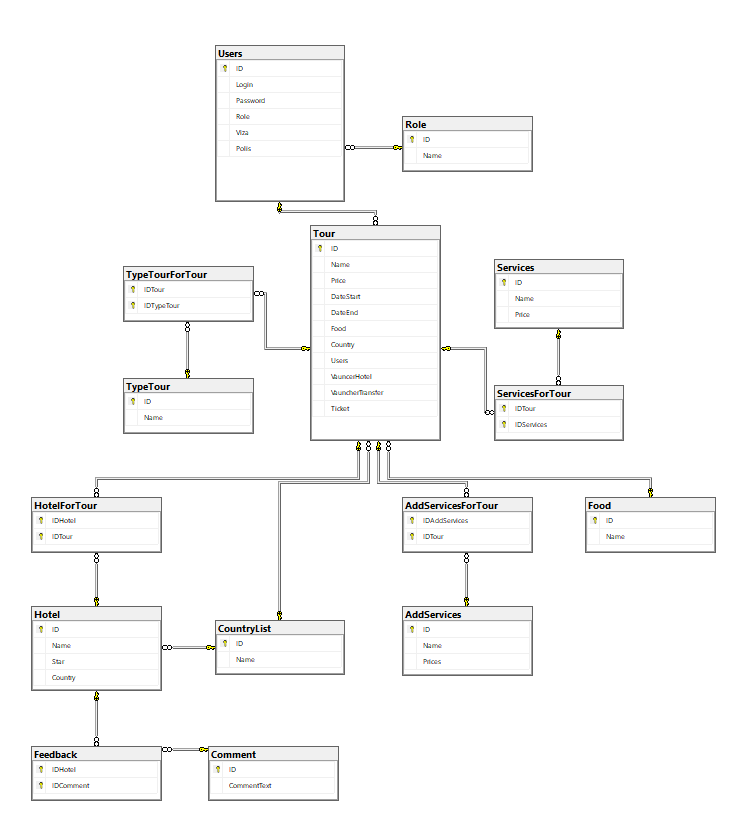 Users
ID
Login
Password
Role
Viza
Polis
Role
ID
Name
Tour
ID
Name
Price
DateStart
DateEnd
Food
Country
Users
VauncerHotel
VauncherTransfer
Ticket
TypeTourForTour
IDTour
IDTypeTour
TypeTour
ID
Name
Services
ID
Name
Price
ServicesForTour
IDTour
IDServices
HotelForTour
IDHotel
IDTour
AddServicesForTour
IDAddServices
IDTour
Food
ID
Name
Hotel
ID
Name
Star
Country
CountryList
ID
Name
AddServices
ID
Name
Prices
Feedback
IDHotel
IDComment
Comment
ID
CommentText